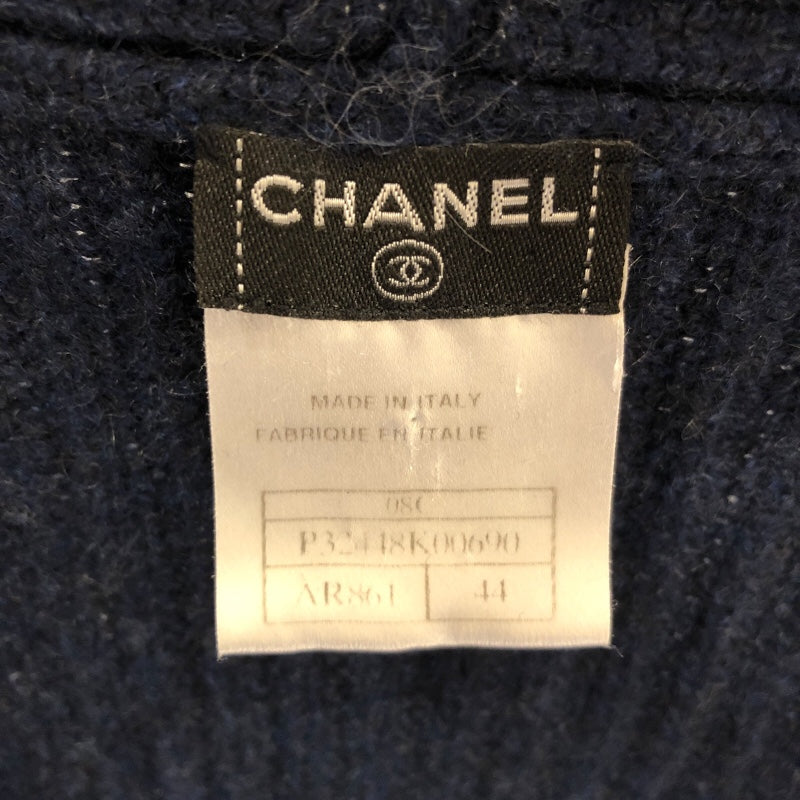 CHANEL
MADE IN ITALY
FABRIQUE EN ITALIE
08C
P32448K00690
AR861 44